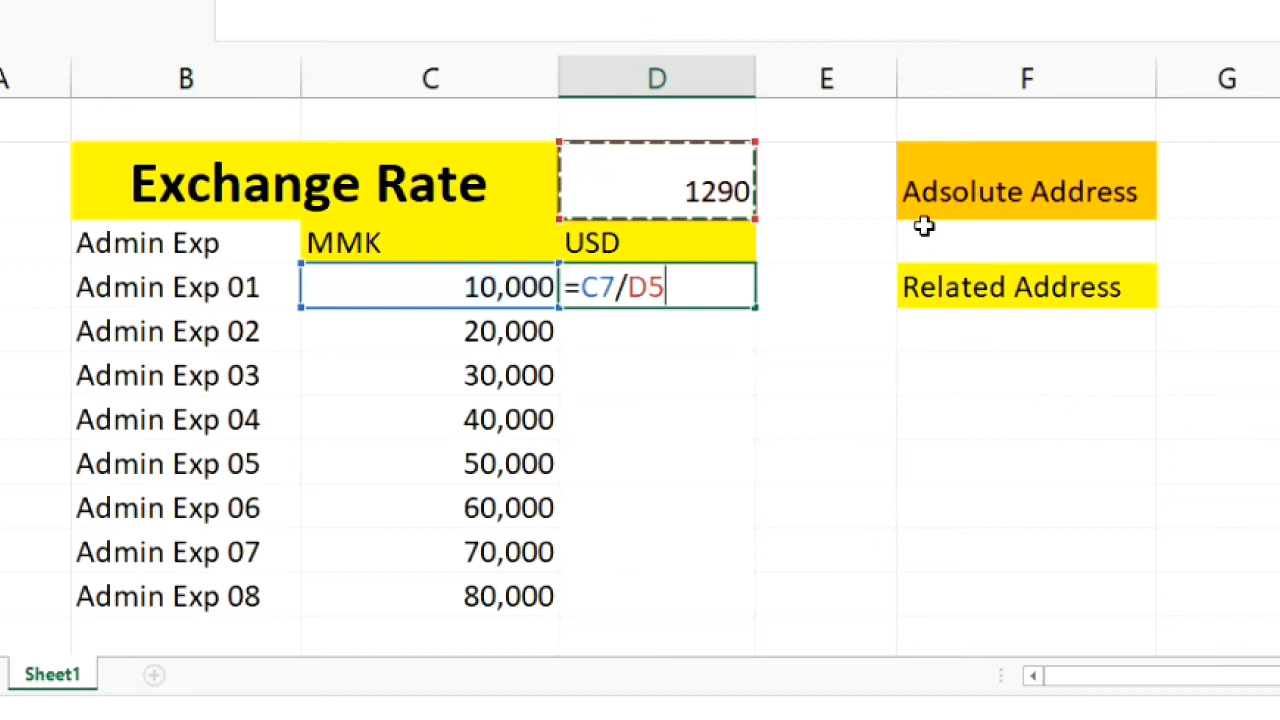 A B C D E F G
Exchange Rate 1290 Adsolute Address
Admin Exp MMK USD
Admin Exp 01 10,000 =C7/D5 Related Address
Admin Exp 02 20,000
Admin Exp 03 30,000
Admin Exp 04 40,000
Admin Exp 05 50,000
Admin Exp 06 60,000
Admin Exp 07 70,000
Admin Exp 08 80,000
Sheet1